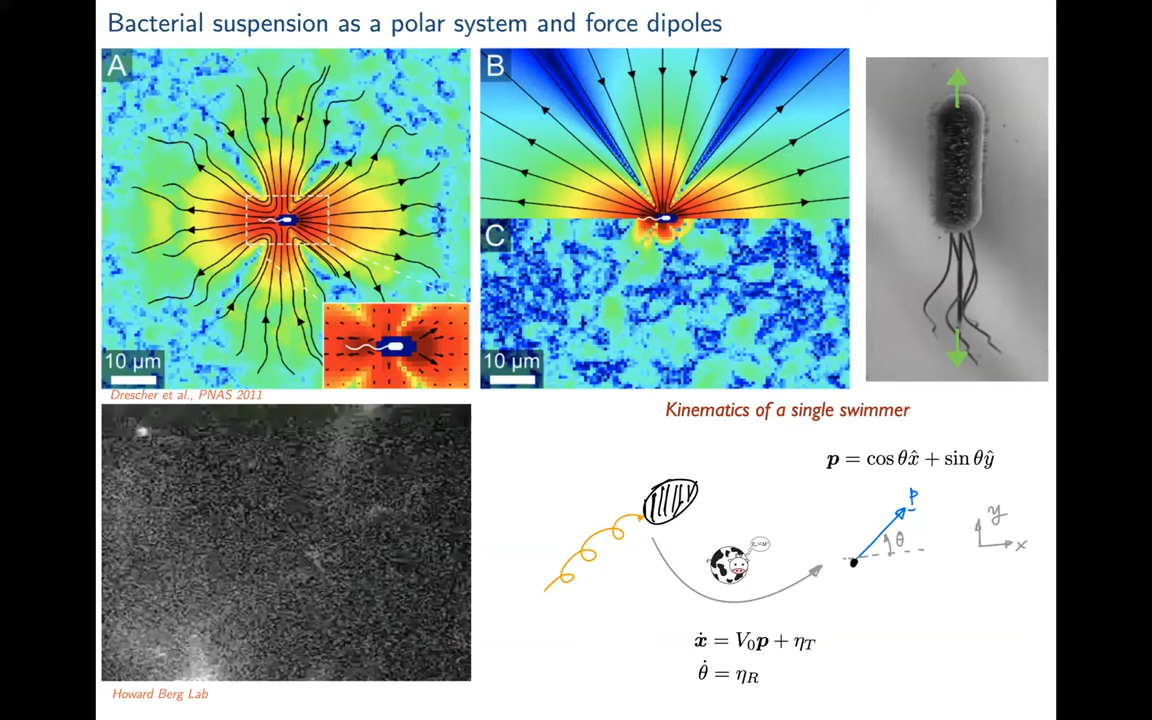 Bacterial suspension as a polar system and force dipoles
A
B
C
10 μm
10 μm
Drescher et al., PNAS 2011
Kinematics of a single swimmer
p = cos θx̂ + sin θŷ
p
θ
y
x
ẋ = V₀p + η_T
θ̇ = η_R
Howard Berg Lab